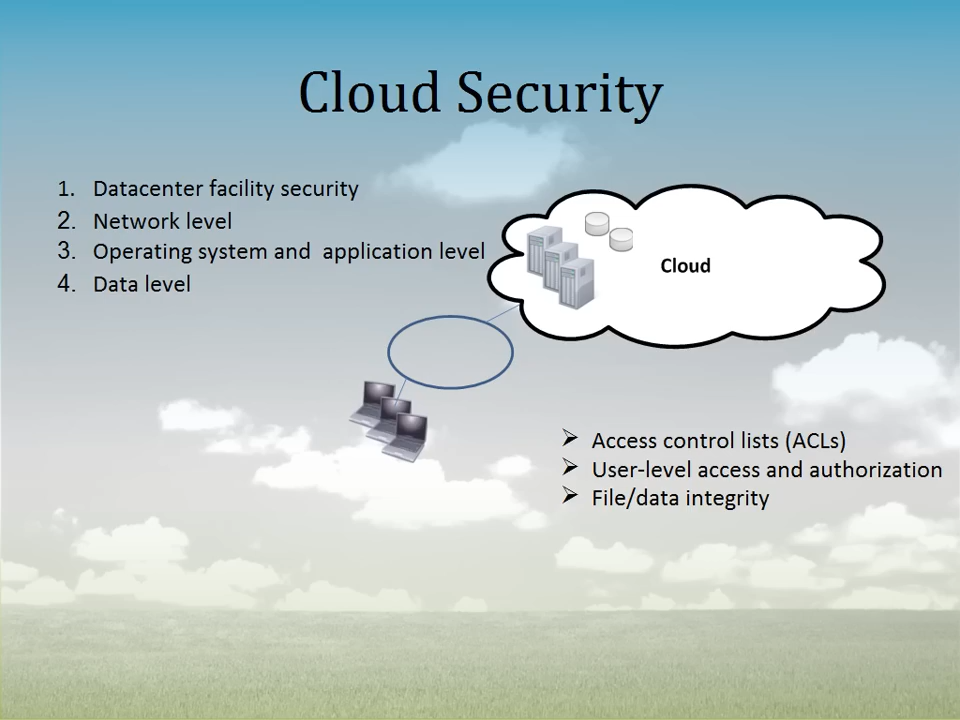 Cloud Security
1. Datacenter facility security
2. Network level
3. Operating system and  application level
4. Data level
Cloud
➢ Access control lists (ACLs)
➢ User-level access and authorization
➢ File/data integrity